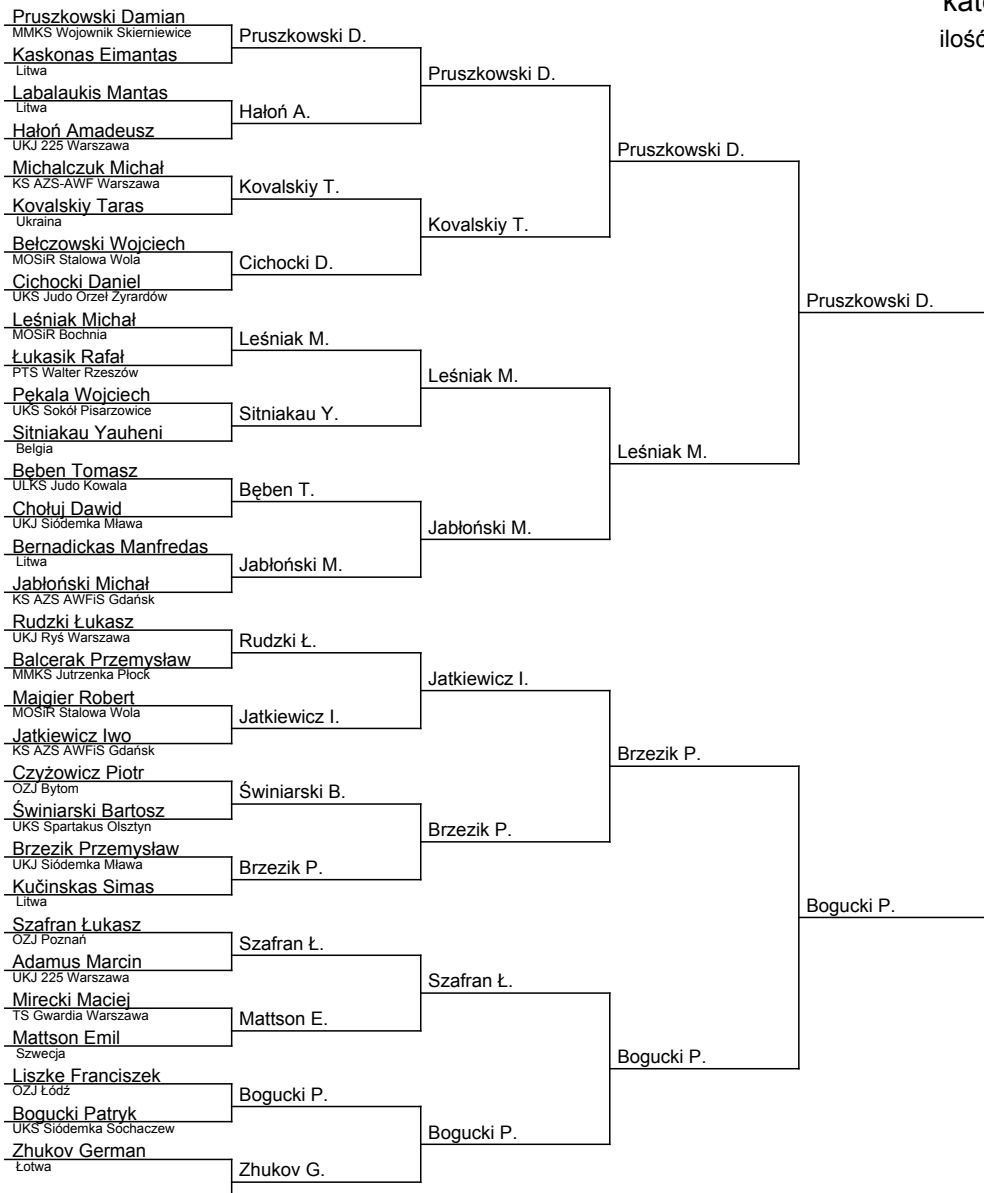 kat
ilość
Pruszkowski Damian
MMKS Wojownik Skierniewice
Kaskonas Eimantas
Litwa
Labalaukis Mantas
Litwa
Hałoń Amadeusz
UKJ 225 Warszawa
Michalczuk Michał
KS AZS-AWF Warszawa
Kovalskiy Taras
Ukraina
Bełczowski Wojciech
MOSiR Stalowa Wola
Cichocki Daniel
UKS Judo Orzeł Żyrardów
Leśniak Michał
MOSiR Bochnia
Łukasik Rafał
PTS Walter Rzeszów
Pękala Wojciech
UKS Sokół Pisarzowice
Sitniakau Yauheni
Belgia
Bęben Tomasz
ULKS Judo Kowala
Chołuj Dawid
UKJ Siódemka Mława
Bernadickas Manfredas
Litwa
Jabłoński Michał
KS AZS AWFiS Gdańsk
Rudzki Łukasz
UKJ Ryś Warszawa
Balcerak Przemysław
MMKS Jutrzenka Płock
Majgier Robert
MOSiR Stalowa Wola
Jatkiewicz Iwo
KS AZS AWFiS Gdańsk
Czyżowicz Piotr
OZJ Bytom
Świniarski Bartosz
UKS Spartakus Olsztyn
Brzezik Przemysław
UKJ Siódemka Mława
Kučinskas Simas
Litwa
Szafran Łukasz
OZJ Poznań
Adamus Marcin
UKJ 225 Warszawa
Mirecki Maciej
TS Gwardia Warszawa
Mattson Emil
Szwecja
Liszke Franciszek
OZJ Łódź
Bogucki Patryk
UKS Siódemka Sochaczew
Zhukov German
Łotwa
Pruszkowski D.
Hałoń A.
Kovalskiy T.
Cichocki D.
Leśniak M.
Sitniakau Y.
Bęben T.
Jabłoński M.
Rudzki Ł.
Jatkiewicz I.
Świniarski B.
Brzezik P.
Szafran Ł.
Mattson E.
Bogucki P.
Zhukov G.
Pruszkowski D.
Kovalskiy T.
Leśniak M.
Jabłoński M.
Jatkiewicz I.
Brzezik P.
Szafran Ł.
Bogucki P.
Pruszkowski D.
Leśniak M.
Brzezik P.
Bogucki P.
Pruszkowski D.
Bogucki P.